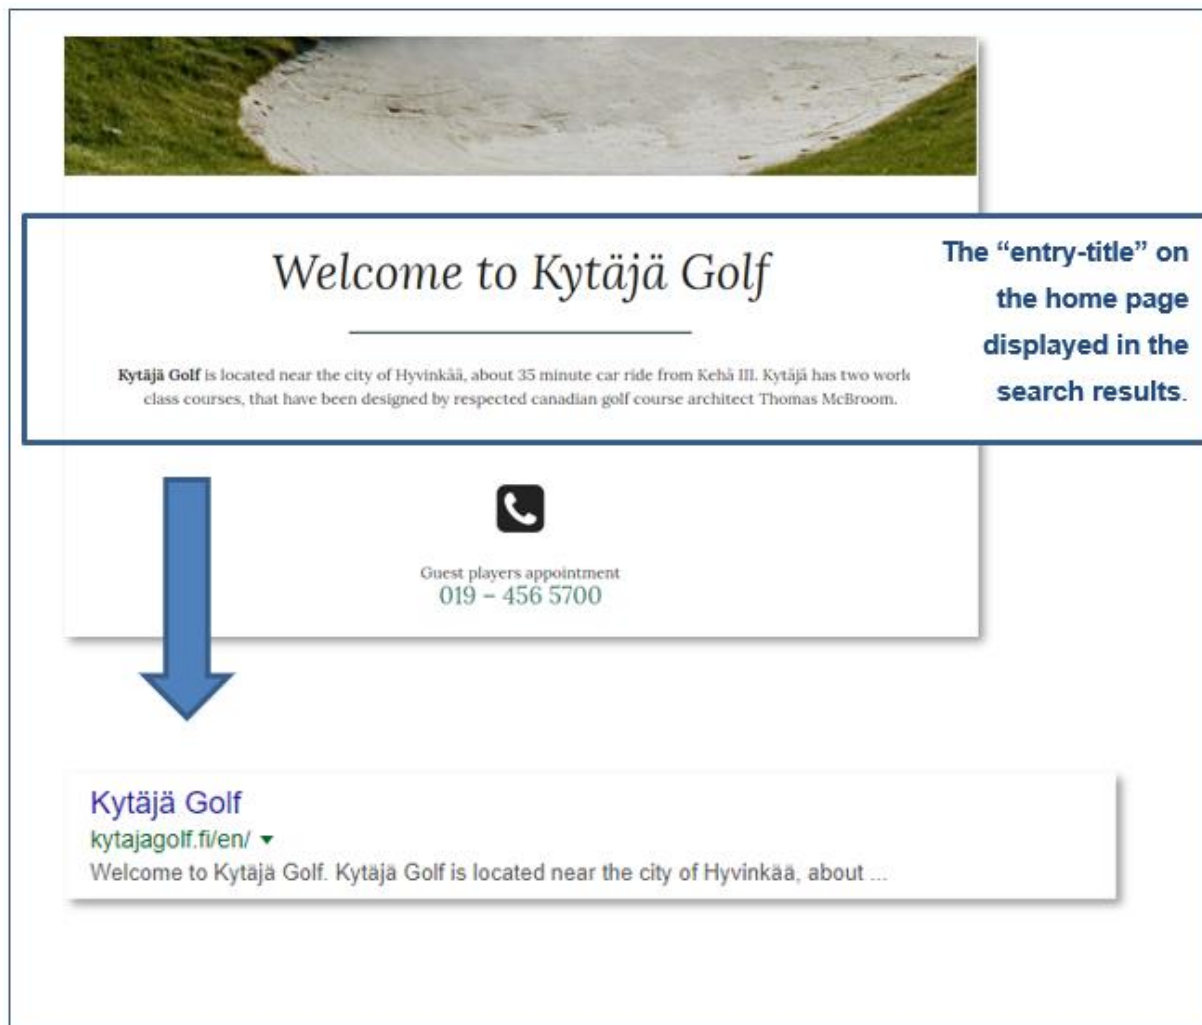 Welcome to Kytäjä Golf
The “entry-title” on
the home page
displayed in the
search results.
Kytäjä Golf is located near the city of Hyvinkää, about 35 minute car ride from Kehä III. Kytäjä has two work
class courses, that have been designed by respected canadian golf course architect Thomas McBroom.
Guest players appointment
019 – 456 5700
Kytäjä Golf
kytajagolf.fi/en/
Welcome to Kytäjä Golf. Kytäjä Golf is located near the city of Hyvinkää, about ...